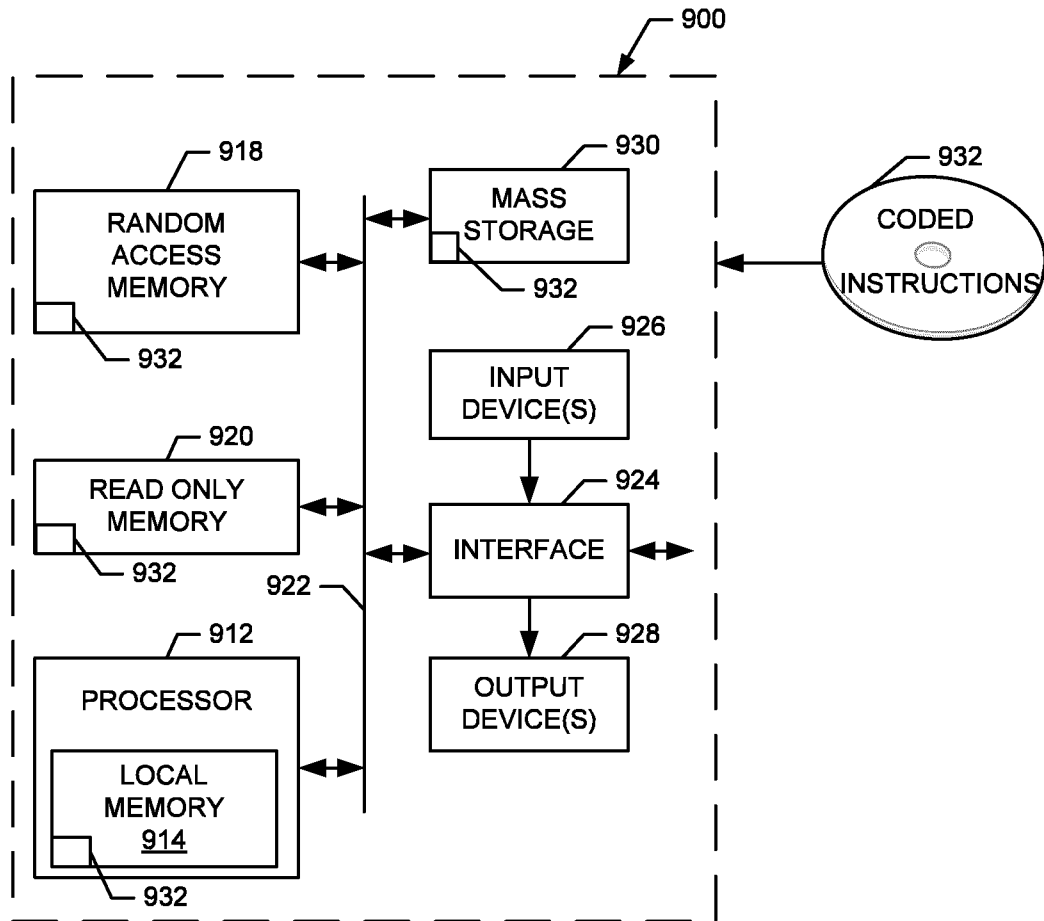 900
918
RANDOM
ACCESS
MEMORY
932
930
MASS
STORAGE
932
932
CODED
INSTRUCTIONS
926
INPUT
DEVICE(S)
920
READ ONLY
MEMORY
932
924
INTERFACE
922
912
PROCESSOR
LOCAL
MEMORY
914
932
928
OUTPUT
DEVICE(S)